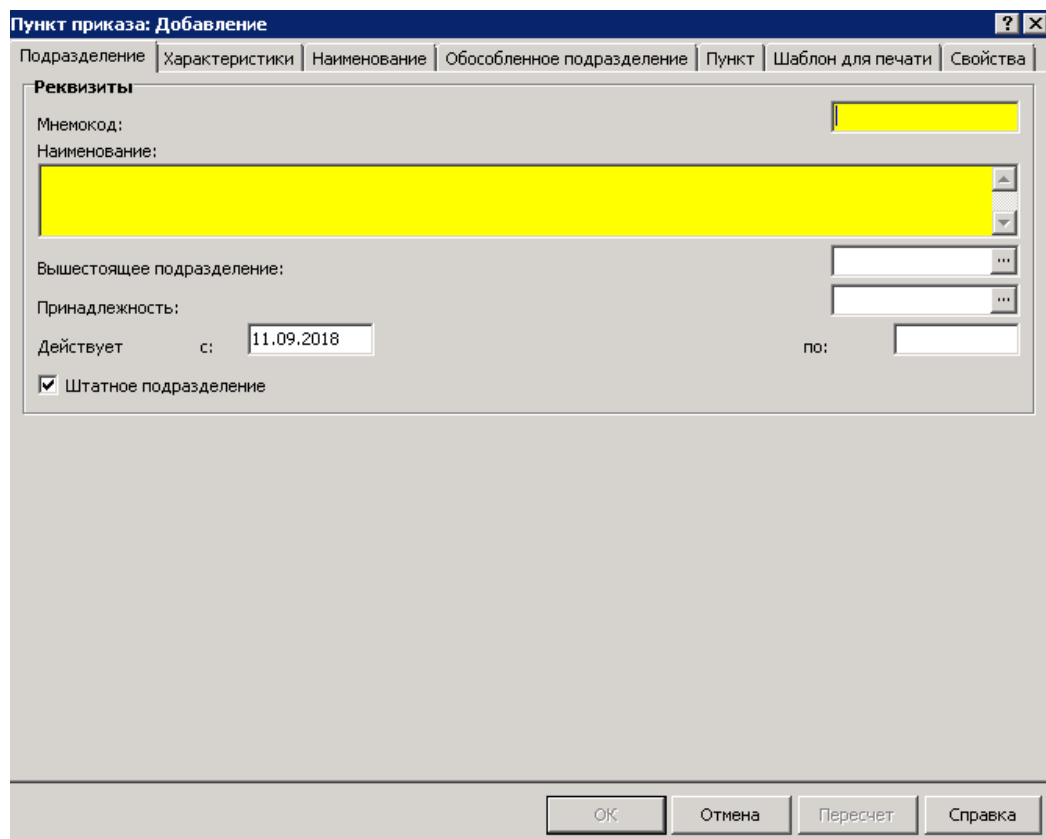 Пункт приказа: Добавление
Подразделение Характеристики Наименование Обособленное подразделение Пункт Шаблон для печати Свойства
Реквизиты
Мнемокод:
Наименование:
Вышестоящее подразделение: ...
Принадлежность: ...
Действует с: 11.09.2018 по:
Штатное подразделение
ОК Отмена Пересчет Справка